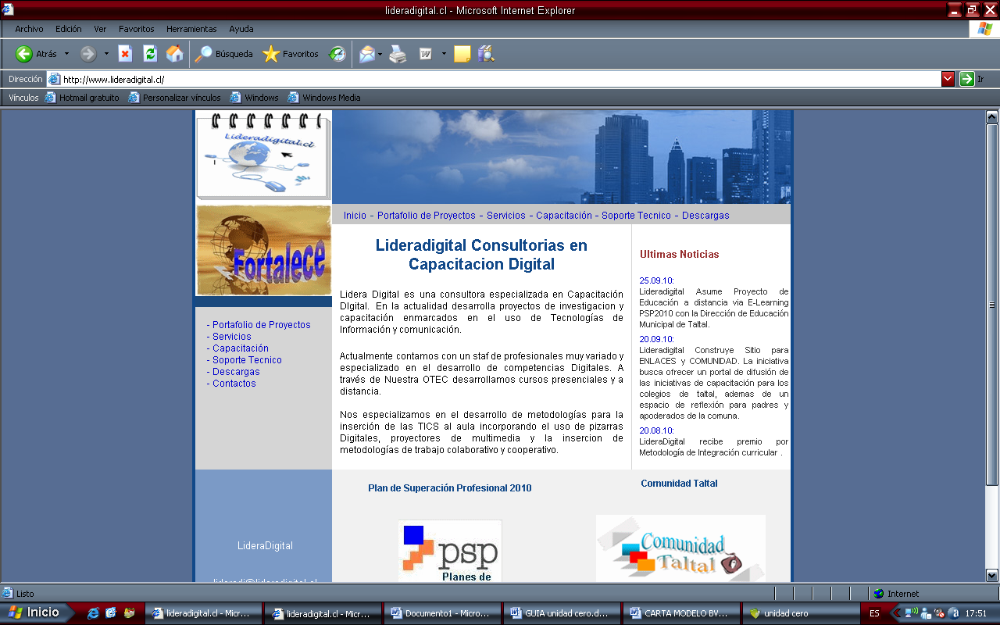 lideradigital.cl - Microsoft Internet Explorer
Archivo Edición Ver Favoritos Herramientas Ayuda
Atrás Búsqueda Favoritos
Dirección http://www.lideradigital.cl/ Ir
Vínculos Hotmail gratuito Personalizar vínculos Windows Windows Media
Lideradigital.cl
Fortalece
Inicio - Portafolio de Proyectos - Servicios - Capacitación - Soporte Tecnico - Descargas
- Portafolio de Proyectos
- Servicios
- Capacitación
- Soporte Tecnico
- Descargas
- Contactos
Lideradigital Consultorias en
Capacitacion Digital
Lidera Digital es una consultora especializada en Capacitación
DIgital. En la actualidad desarrolla proyectos de investigacion y
capacitación enmarcados en el uso de Tecnologías de
Información y comunicación.
Actualmente contamos con un staf de profesionales muy variado y
especializado en el desarrollo de competencias Digitales. A
través de Nuestra OTEC desarrollamos cursos presenciales y a
distancia.
Nos especializamos en el desarrollo de metodologías para la
inserción de las TICS al aula incorporando el uso de pizarras
Digitales, proyectores de multimedia y la insercion de
metodologías de trabajo colaborativo y cooperativo.
Ultimas Noticias
25.09.10:
Lideradigital Asume Proyecto de
Educación a distancia via E-Learning
PSP2010 con la Dirección de Educación
Municipal de Taltal.
20.09.10:
Lideradigital Construye Sitio para
ENLACES y COMUNIDAD. La iniciativa
busca ofrecer un portal de difusión de
las iniciativas de capacitación para los
colegios de taltal, ademas de un
espacio de reflexión para padres y
apoderados de la comuna.
20.08.10:
LideraDigital recibe premio por
Metodología de Integración curricular .
LideraDigital
lideradi@lideradigital.cl
Plan de Superación Profesional 2010
psp
Planes de
Comunidad Taltal
Comunidad
Taltal
Listo Internet
Inicio lideradigital.cl - Micr... lideradigital.cl - Micr... Documento1 - Micro... GUIA unidad cero.d... CARTA MODELO BV... unidad cero ES 17:51